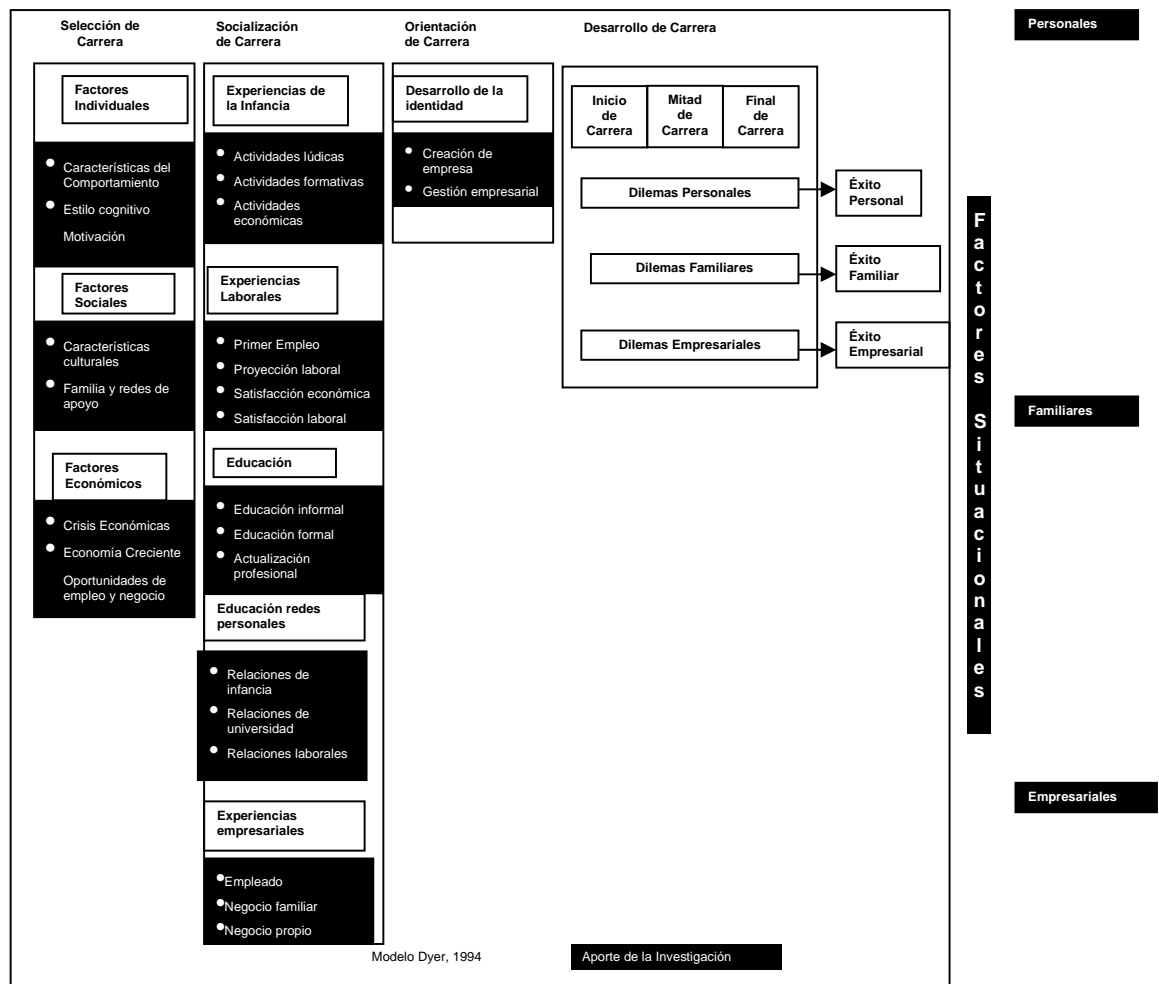 Selección de
Carrera
Factores
Individuales
Características del
Comportamiento
Estilo cognitivo
Motivación
Factores
Sociales
Características
culturales
Familia y redes de
apoyo
Factores
Económicos
Crisis Económicas
Economía Creciente
Oportunidades de
empleo y negocio
Socialización
de Carrera
Experiencias de
la Infancia
Actividades lúdicas
Actividades formativas
Actividades
económicas
Experiencias
Laborales
Primer Empleo
Proyección laboral
Satisfacción económica
Satisfacción laboral
Educación
Educación informal
Educación formal
Actualización
profesional
Educación redes
personales
Relaciones de
infancia
Relaciones de
universidad
Relaciones laborales
Experiencias
empresariales
Empleado
Negocio familiar
Negocio propio
Orientación
de Carrera
Desarrollo de la
identidad
Creación de
empresa
Gestión empresarial
Desarrollo de Carrera
Inicio
de
Carrera
Mitad
de
Carrera
Final
de
Carrera
Dilemas Personales
Éxito
Personal
Dilemas Familiares
Éxito
Familiar
Dilemas Empresariales
Éxito
Empresarial
Modelo Dyer, 1994
Aporte de la Investigación
Factores Situacionales
Personales
Familiares
Empresariales